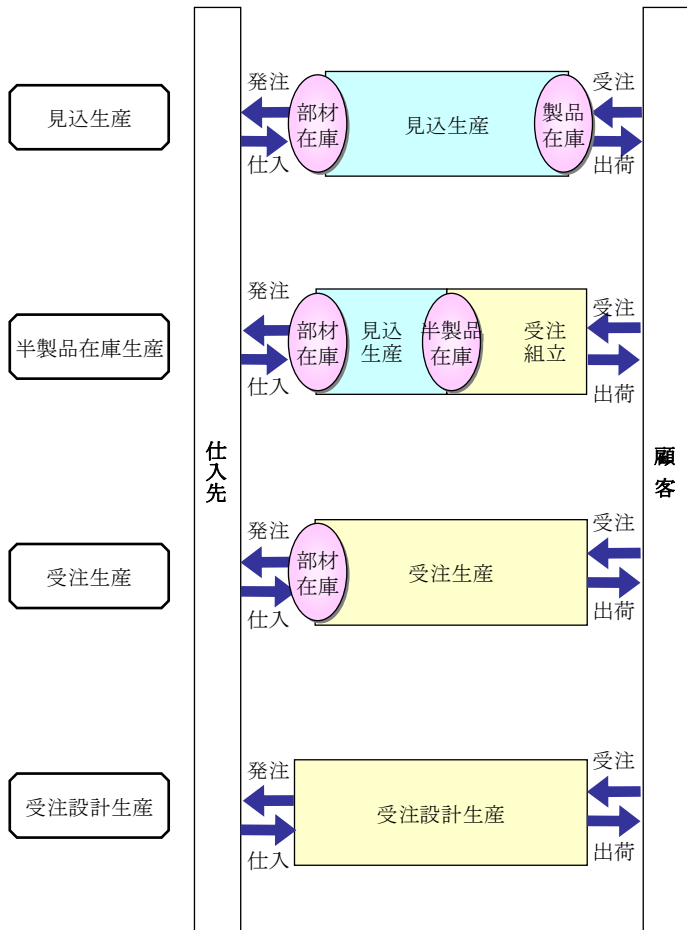 見込生産
発注
仕入
部材
在庫
見込生産
製品
在庫
受注
出荷
半製品在庫生産
発注
仕入
部材
在庫
見込
生産
半製品
在庫
受注
組立
受注
出荷
仕入先
顧客
受注生産
発注
仕入
部材
在庫
受注生産
受注
出荷
受注設計生産
発注
仕入
受注設計生産
受注
出荷